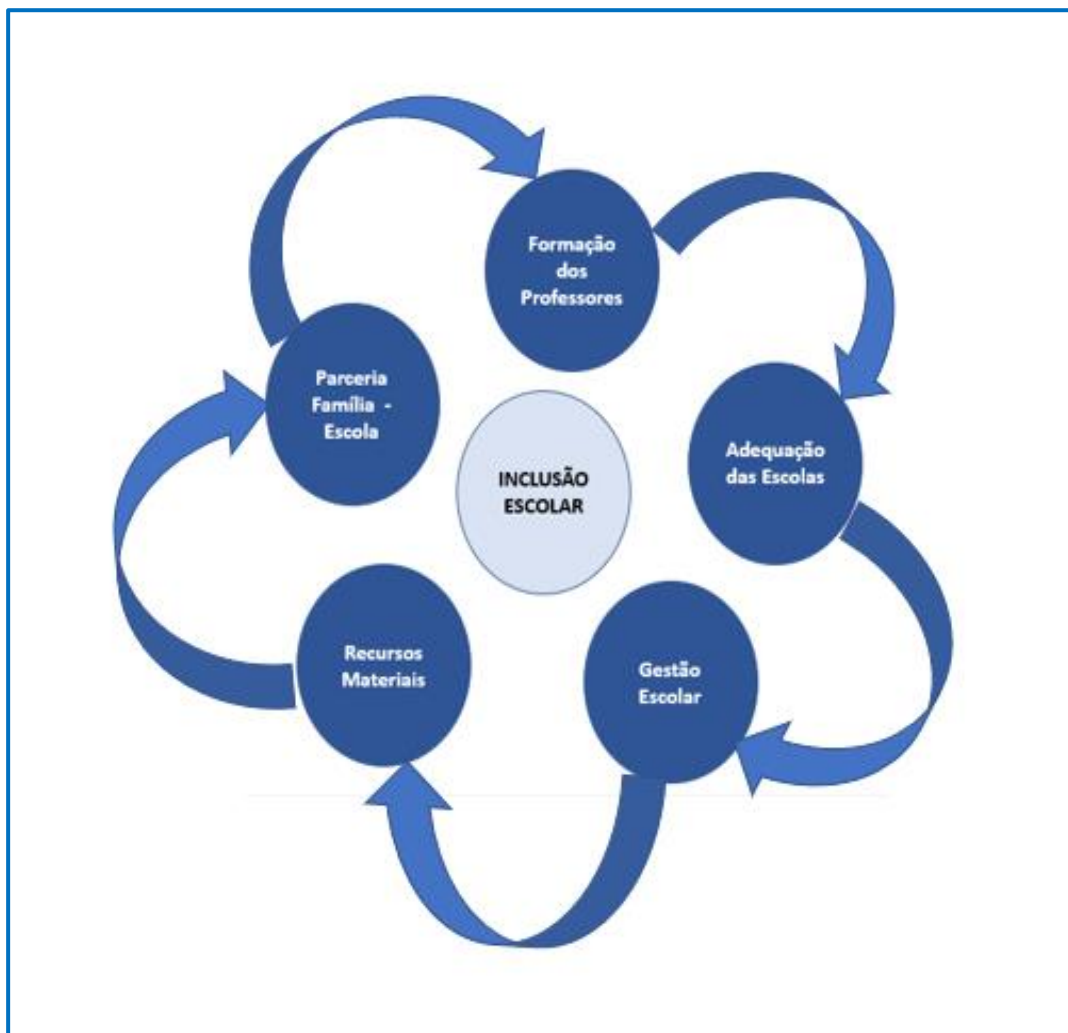 Formação
dos
Professores
Parceria
Família -
Escola
Adequação
das Escolas
INCLUSÃO
ESCOLAR
Recursos
Materiais
Gestão
Escolar